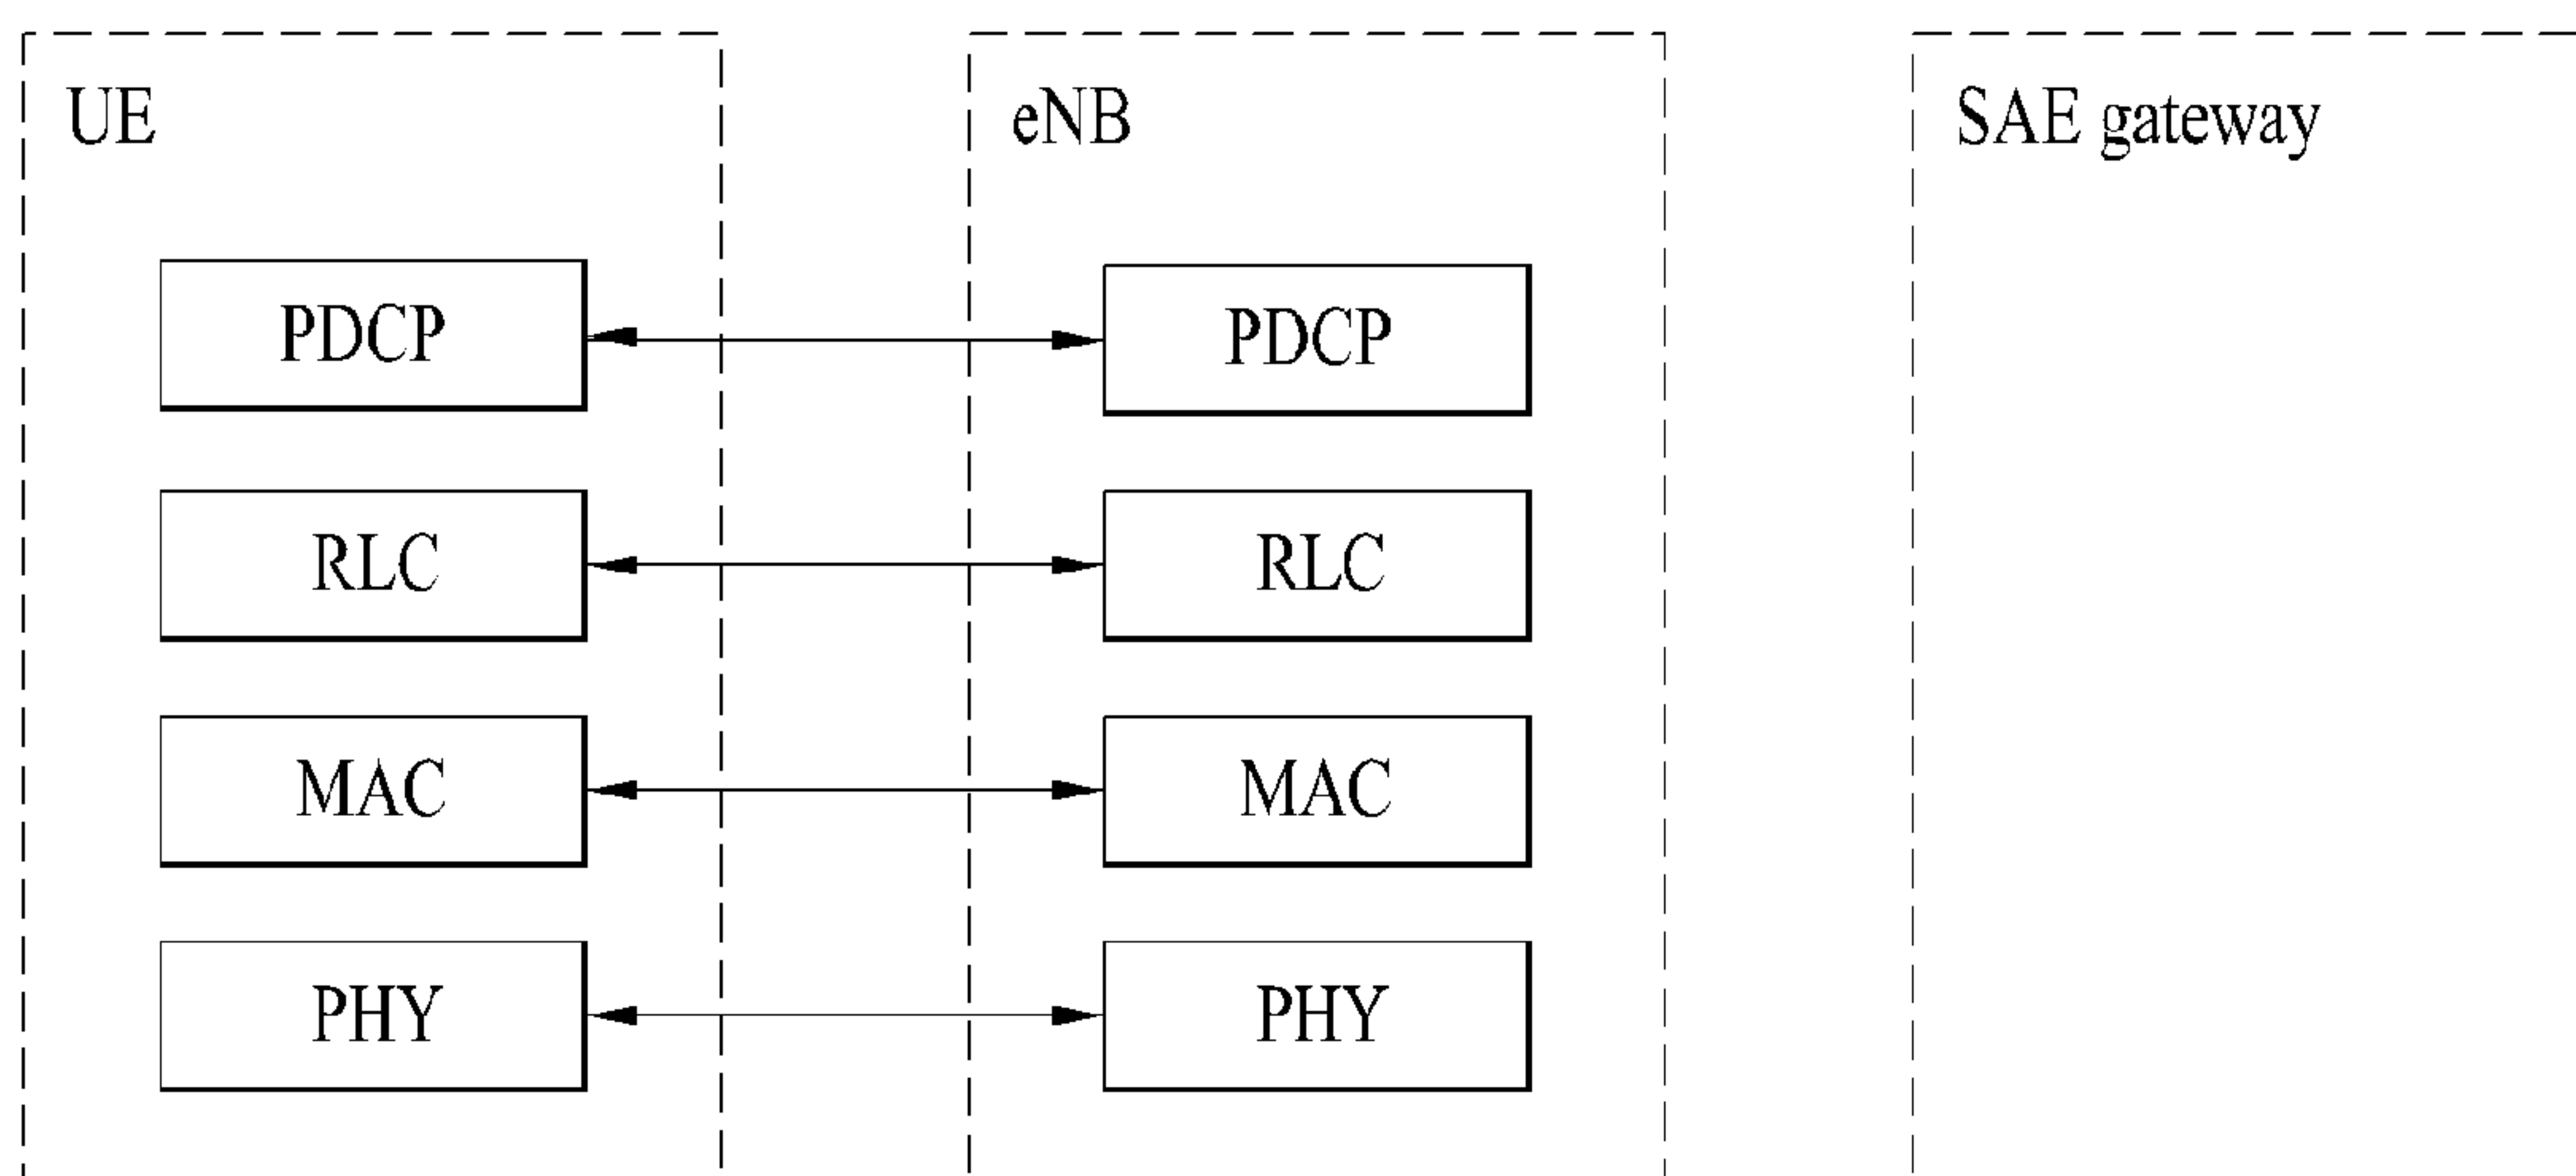 UE
eNB
SAE gateway
PDCP
PDCP
RLC
RLC
MAC
MAC
PHY
PHY